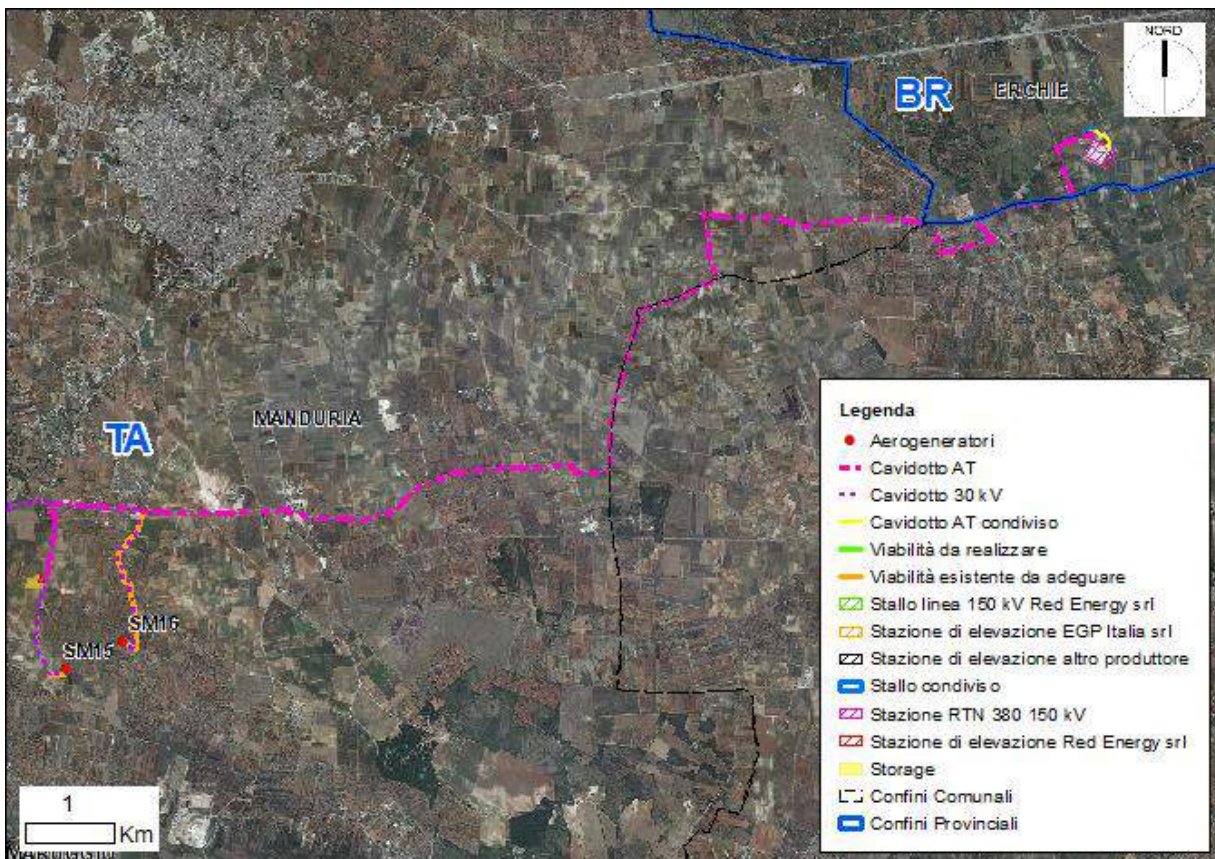 NORD
BR
ERCHIE
MANDURIA
TA
SM16
SM15
MARUGGIO
1
Km
Legenda
Aerogeneratori
Cavidotto AT
Cavidotto 30 kV
Cavidotto AT condiviso
Viabilità da realizzare
Viabilità esistente da adeguare
Stallo linea 150 kV Red Energy srl
Stazione di elevazione EGP Italia srl
Stazione di elevazione altro produttore
Stallo condiviso
Stazione RTN 380 150 kV
Stazione di elevazione Red Energy srl
Storage
Confini Comunali
Confini Provinciali